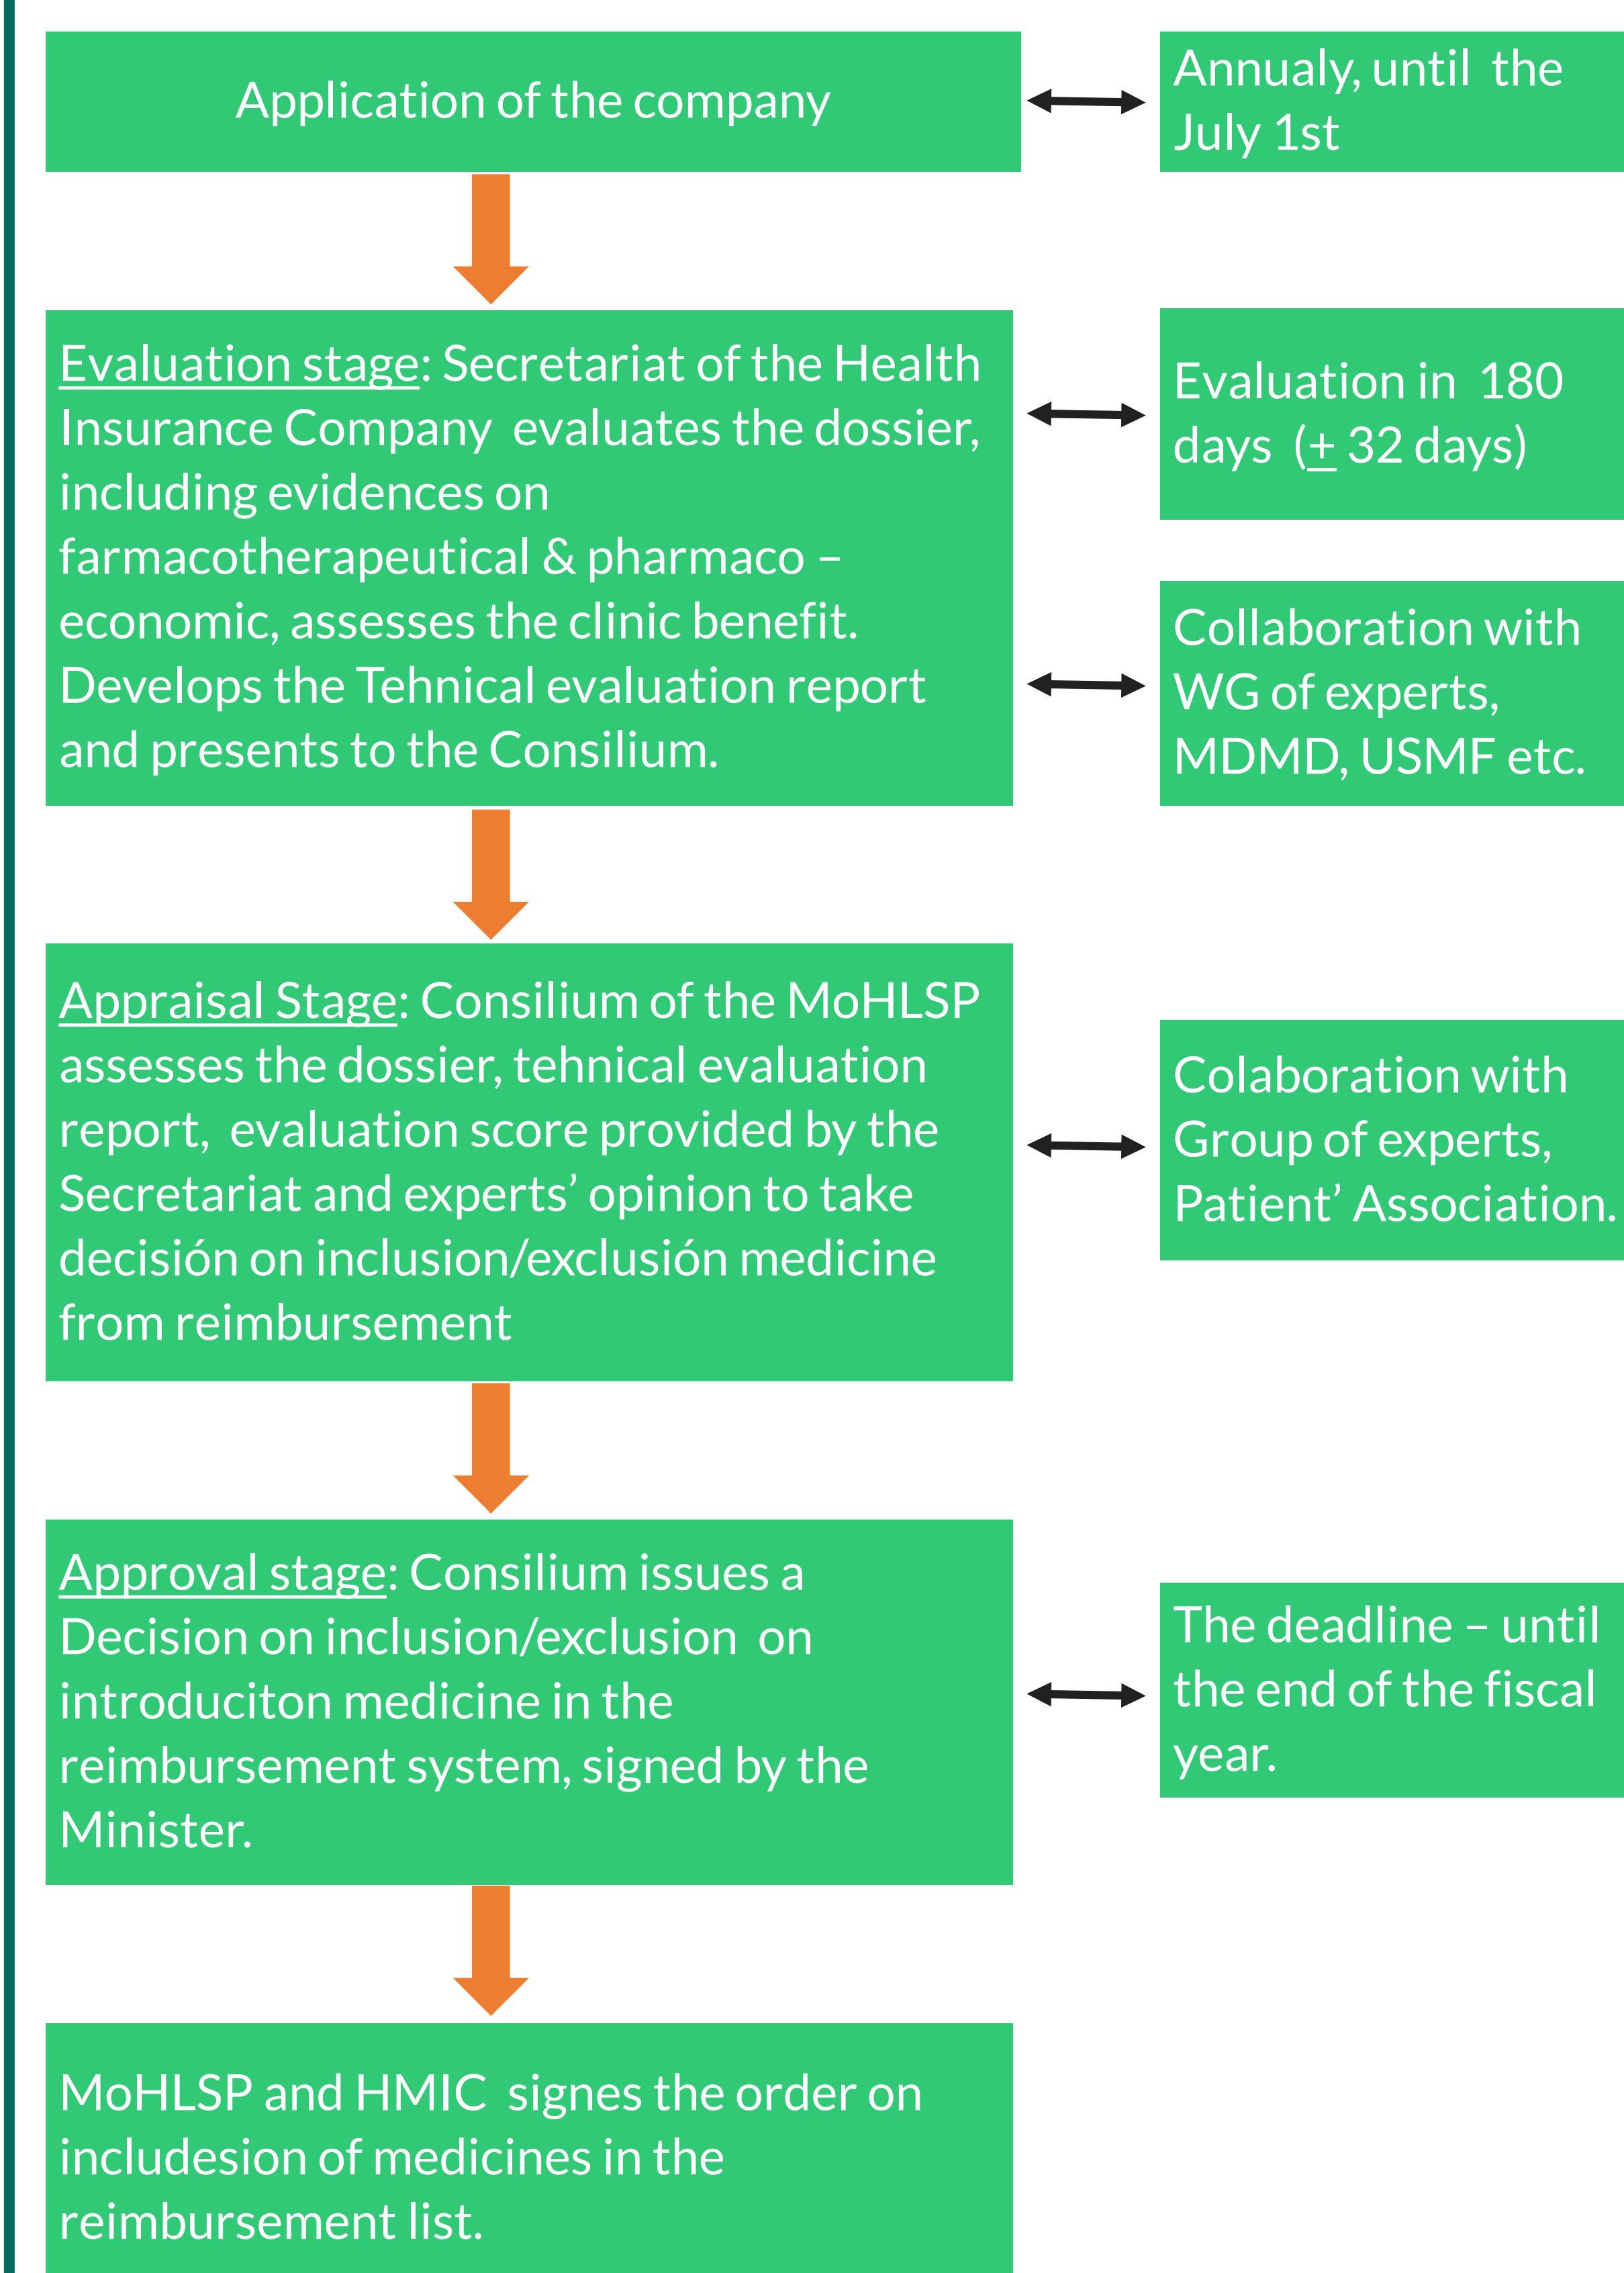 Application of the company
Annualy, until the
July 1st
Evaluation stage: Secretariat of the Health
Insurance Company evaluates the dossier,
including evidences on
farmacotherapeutical & pharmaco –
economic, assesses the clinic benefit.
Develops the Tehnical evaluation report
and presents to the Consilium.
Evaluation in 180
days (± 32 days)
Collaboration with
WG of experts,
MDMD, USMF etc.
Appraisal Stage: Consilium of the MoHLSP
assesses the dossier, tehnical evaluation
report, evaluation score provided by the
Secretariat and experts’ opinion to take
decisión on inclusion/exclusión medicine
from reimbursement
Colaboration with
Group of experts,
Patient’ Association.
Approval stage: Consilium issues a
Decision on inclusion/exclusion on
introduciton medicine in the
reimbursement system, signed by the
Minister.
The deadline – until
the end of the fiscal
year.
MoHLSP and HMIC signes the order on
includesion of medicines in the
reimbursement list.